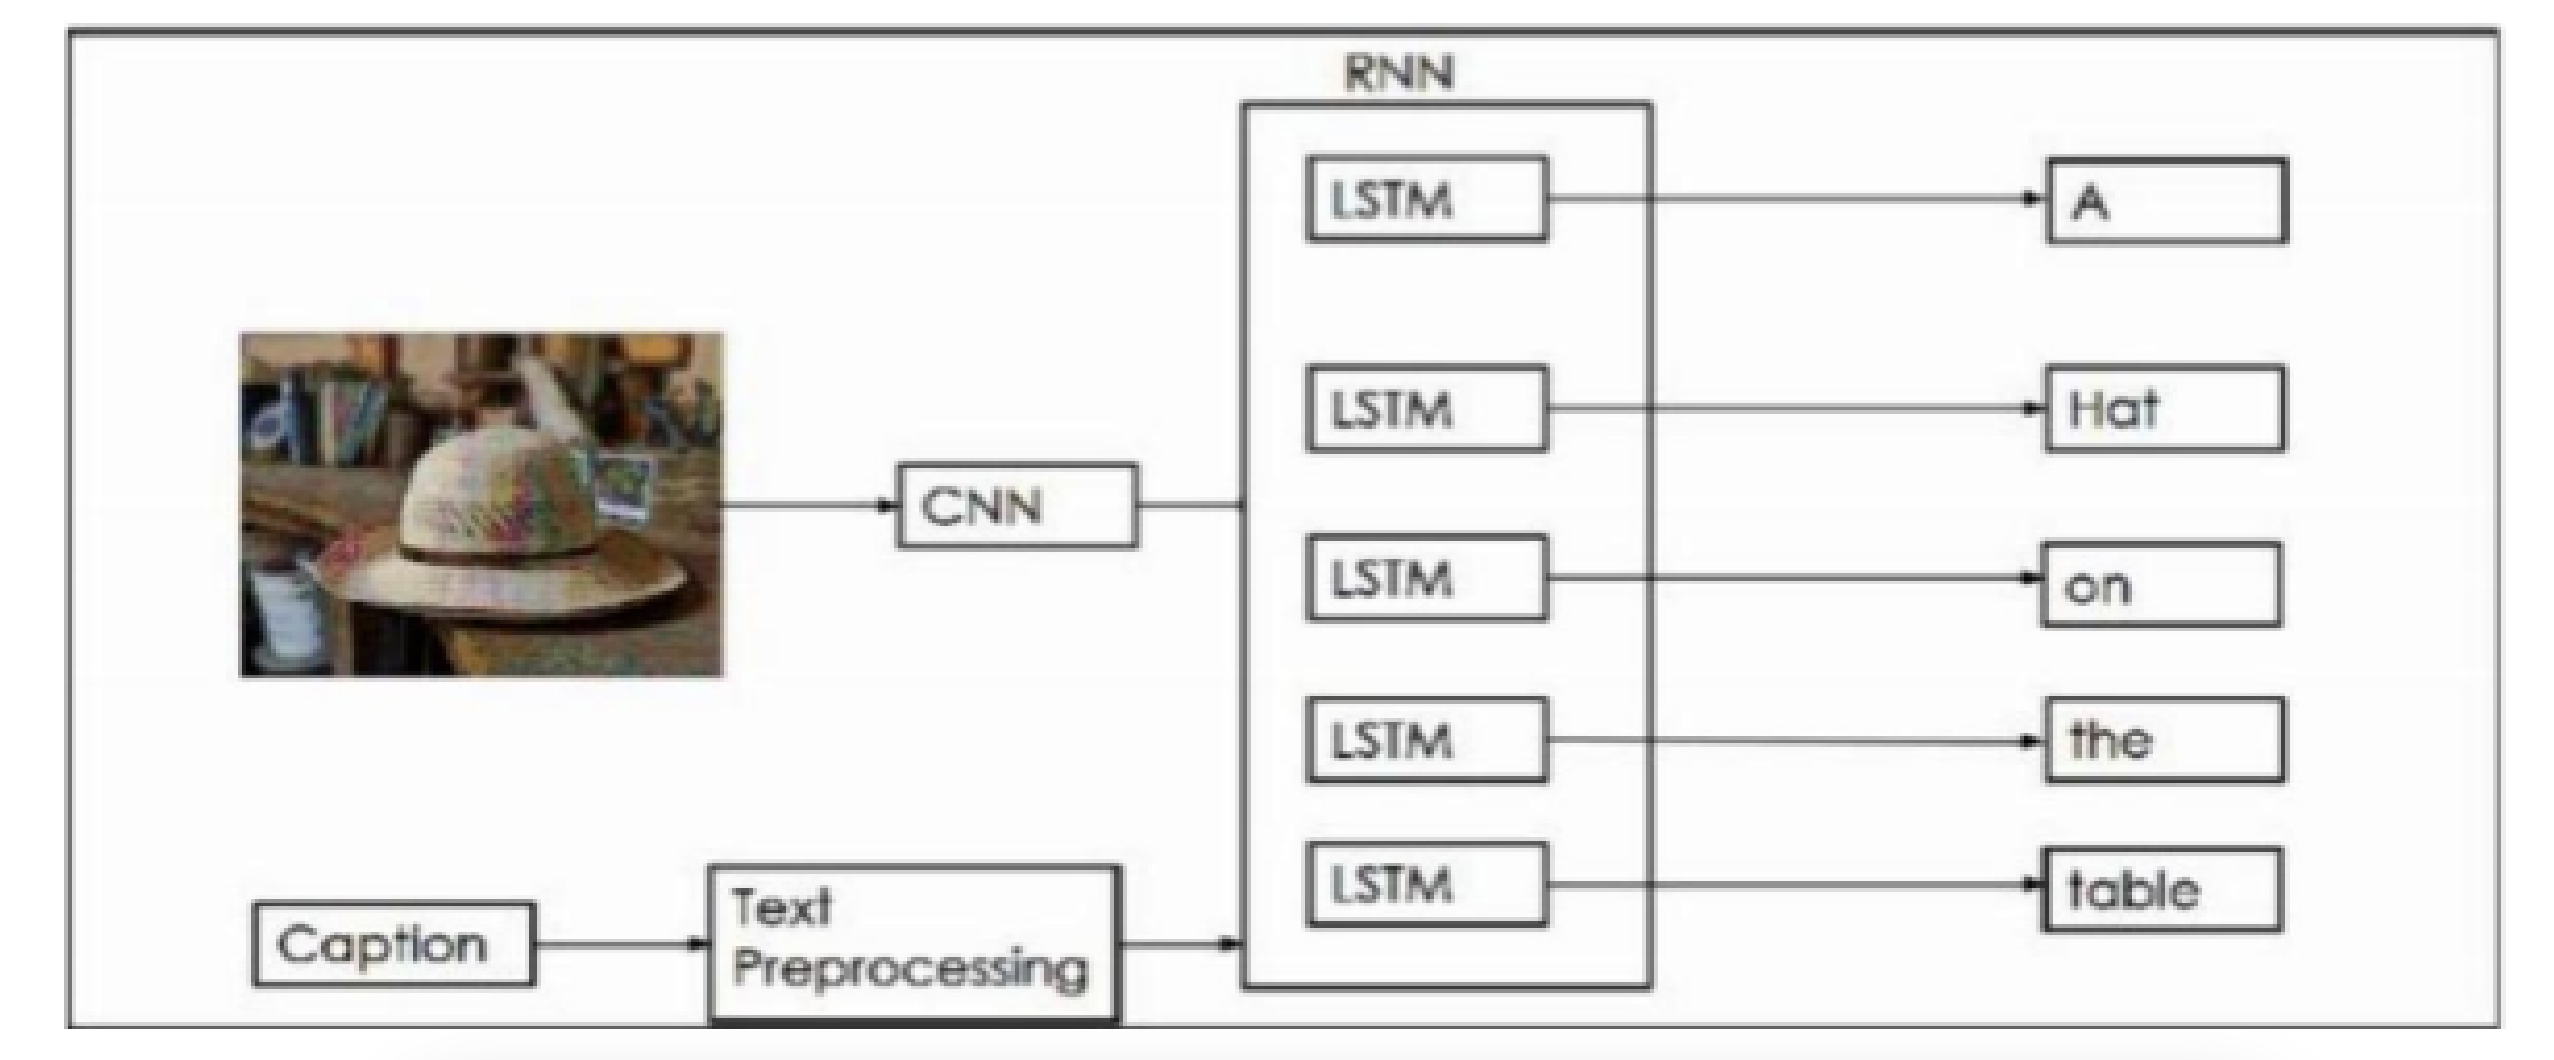 RNN
LSTM
A
LSTM
Hat
CNN
LSTM
on
LSTM
the
LSTM
table
Caption
Text
Preprocessing